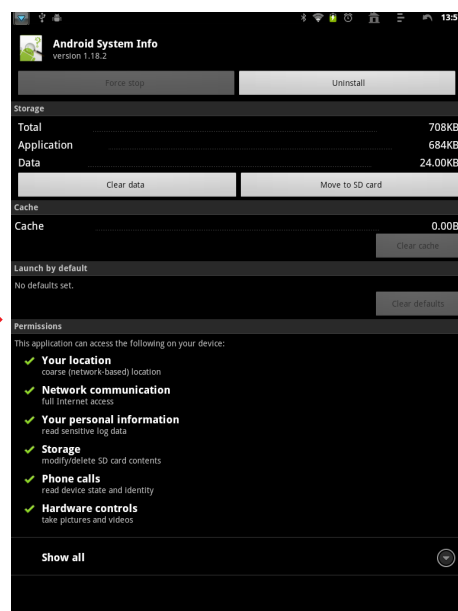 13:5
Android System Info
version 1.18.2
Force stop
Uninstall
Storage
Total 708KB
Application 684KB
Data 24.00KB
Clear data
Move to SD card
Cache
Cache 0.00B
Clear cache
Launch by default
No defaults set.
Clear defaults
Permissions
This application can access the following on your device:
Your location
coarse (network-based) location
Network communication
full Internet access
Your personal information
read sensitive log data
Storage
modify/delete SD card contents
Phone calls
read device state and identity
Hardware controls
take pictures and videos
Show all